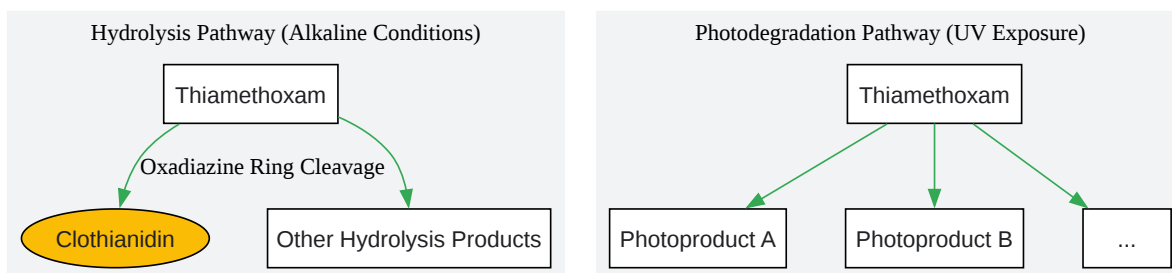 Hydrolysis Pathway (Alkaline Conditions)
Thiamethoxam
Oxadiazine Ring Cleavage
Clothianidin
Other Hydrolysis Products
Photodegradation Pathway (UV Exposure)
Thiamethoxam
Photoproduct A
Photoproduct B
...